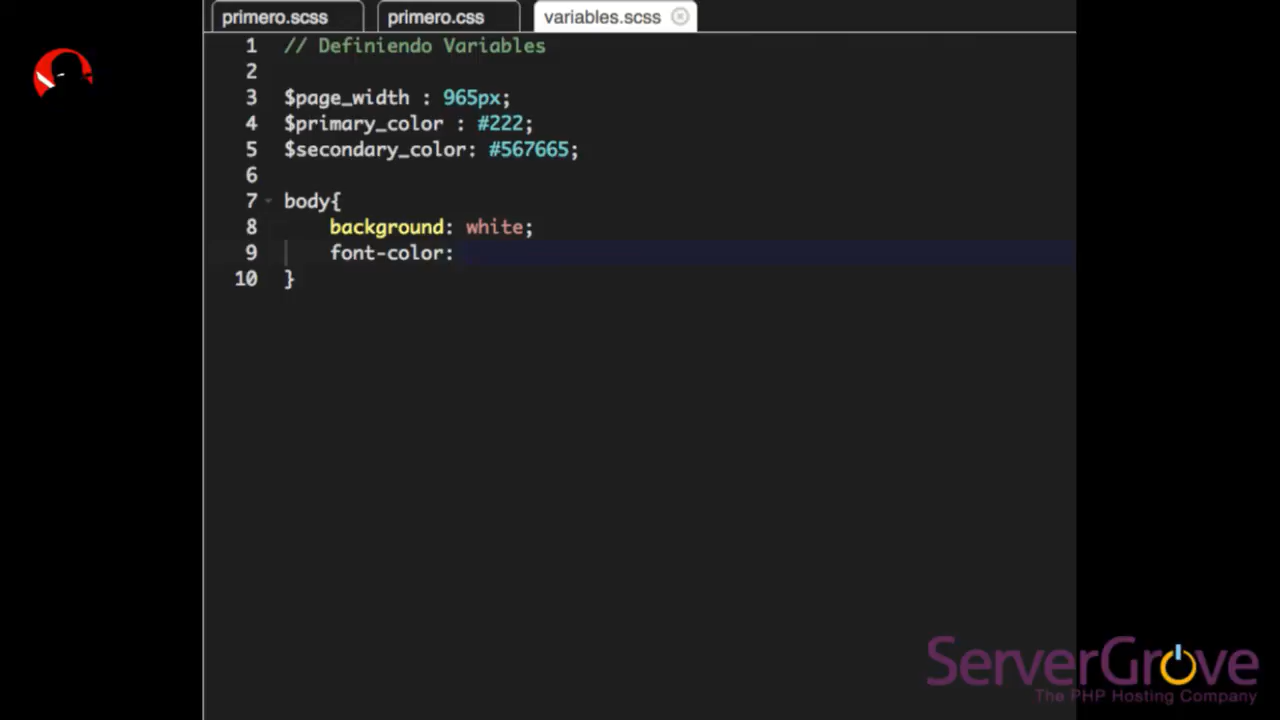 primero.scss primero.css variables.scss
1 // Definiendo Variables
2
3 $page_width : 965px;
4 $primary_color : #222;
5 $secondary_color: #567665;
6
7 body{
8 background: white;
9 font-color:
10 }
ServerGrove
The PHP Hosting Company